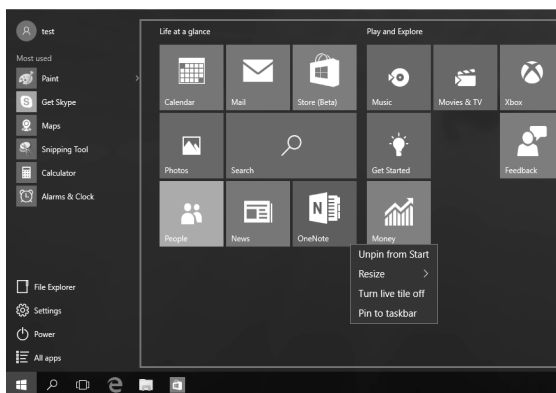 test
Most used
Paint
Get Skype
Maps
Snipping Tool
Calculator
Alarms & Clock
File Explorer
Settings
Power
All apps
Life at a glance
Calendar
Mail
Store (Beta)
Photos
Search
People
News
OneNote
Play and Explore
Music
Movies & TV
Xbox
Get Started
Feedback
Money
Unpin from Start
Resize
Turn live tile off
Pin to taskbar